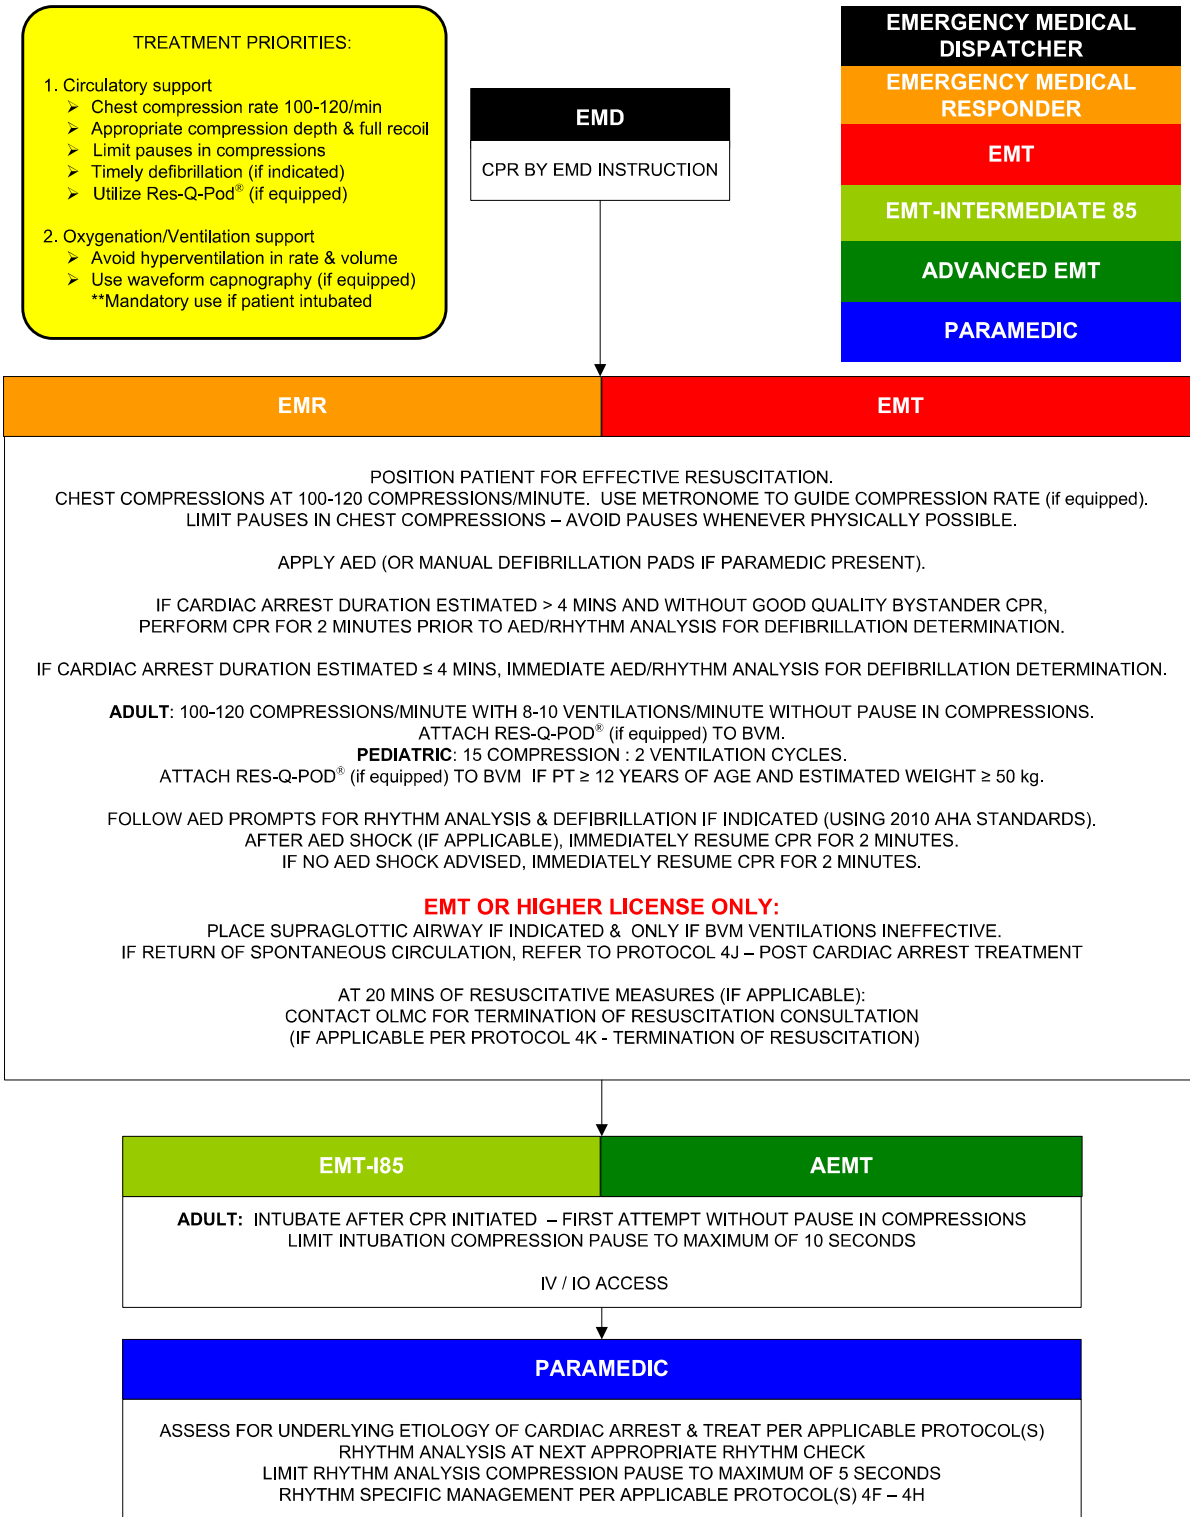 TREATMENT PRIORITIES:
1. Circulatory support
➢ Chest compression rate 100-120/min
➢ Appropriate compression depth & full recoil
➢ Limit pauses in compressions
➢ Timely defibrillation (if indicated)
➢ Utilize Res-Q-Pod® (if equipped)
2. Oxygenation/Ventilation support
➢ Avoid hyperventilation in rate & volume
➢ Use waveform capnography (if equipped)
**Mandatory use if patient intubated
EMD
CPR BY EMD INSTRUCTION
EMERGENCY MEDICAL
DISPATCHER
EMERGENCY MEDICAL
RESPONDER
EMT
EMT-INTERMEDIATE 85
ADVANCED EMT
PARAMEDIC
EMR
EMT
POSITION PATIENT FOR EFFECTIVE RESUSCITATION.
CHEST COMPRESSIONS AT 100-120 COMPRESSIONS/MINUTE.  USE METRONOME TO GUIDE COMPRESSION RATE (if equipped).
LIMIT PAUSES IN CHEST COMPRESSIONS – AVOID PAUSES WHENEVER PHYSICALLY POSSIBLE.
APPLY AED (OR MANUAL DEFIBRILLATION PADS IF PARAMEDIC PRESENT).
IF CARDIAC ARREST DURATION ESTIMATED > 4 MINS AND WITHOUT GOOD QUALITY BYSTANDER CPR,
PERFORM CPR FOR 2 MINUTES PRIOR TO AED/RHYTHM ANALYSIS FOR DEFIBRILLATION DETERMINATION.
IF CARDIAC ARREST DURATION ESTIMATED ≤ 4 MINS, IMMEDIATE AED/RHYTHM ANALYSIS FOR DEFIBRILLATION DETERMINATION.
ADULT: 100-120 COMPRESSIONS/MINUTE WITH 8-10 VENTILATIONS/MINUTE WITHOUT PAUSE IN COMPRESSIONS.
ATTACH RES-Q-POD® (if equipped) TO BVM.
PEDIATRIC: 15 COMPRESSION : 2 VENTILATION CYCLES.
ATTACH RES-Q-POD® (if equipped) TO BVM  IF PT ≥ 12 YEARS OF AGE AND ESTIMATED WEIGHT ≥ 50 kg.
FOLLOW AED PROMPTS FOR RHYTHM ANALYSIS & DEFIBRILLATION IF INDICATED (USING 2010 AHA STANDARDS).
AFTER AED SHOCK (IF APPLICABLE), IMMEDIATELY RESUME CPR FOR 2 MINUTES.
IF NO AED SHOCK ADVISED, IMMEDIATELY RESUME CPR FOR 2 MINUTES.
EMT OR HIGHER LICENSE ONLY:
PLACE SUPRAGLOTTIC AIRWAY IF INDICATED &  ONLY IF BVM VENTILATIONS INEFFECTIVE.
IF RETURN OF SPONTANEOUS CIRCULATION, REFER TO PROTOCOL 4J – POST CARDIAC ARREST TREATMENT
AT 20 MINS OF RESUSCITATIVE MEASURES (IF APPLICABLE):
CONTACT OLMC FOR TERMINATION OF RESUSCITATION CONSULTATION
(IF APPLICABLE PER PROTOCOL 4K - TERMINATION OF RESUSCITATION)
EMT-I85
AEMT
ADULT:  INTUBATE AFTER CPR INITIATED  – FIRST ATTEMPT WITHOUT PAUSE IN COMPRESSIONS
LIMIT INTUBATION COMPRESSION PAUSE TO MAXIMUM OF 10 SECONDS
IV / IO ACCESS
PARAMEDIC
ASSESS FOR UNDERLYING ETIOLOGY OF CARDIAC ARREST & TREAT PER APPLICABLE PROTOCOL(S)
RHYTHM ANALYSIS AT NEXT APPROPRIATE RHYTHM CHECK
LIMIT RHYTHM ANALYSIS COMPRESSION PAUSE TO MAXIMUM OF 5 SECONDS
RHYTHM SPECIFIC MANAGEMENT PER APPLICABLE PROTOCOL(S) 4F – 4H